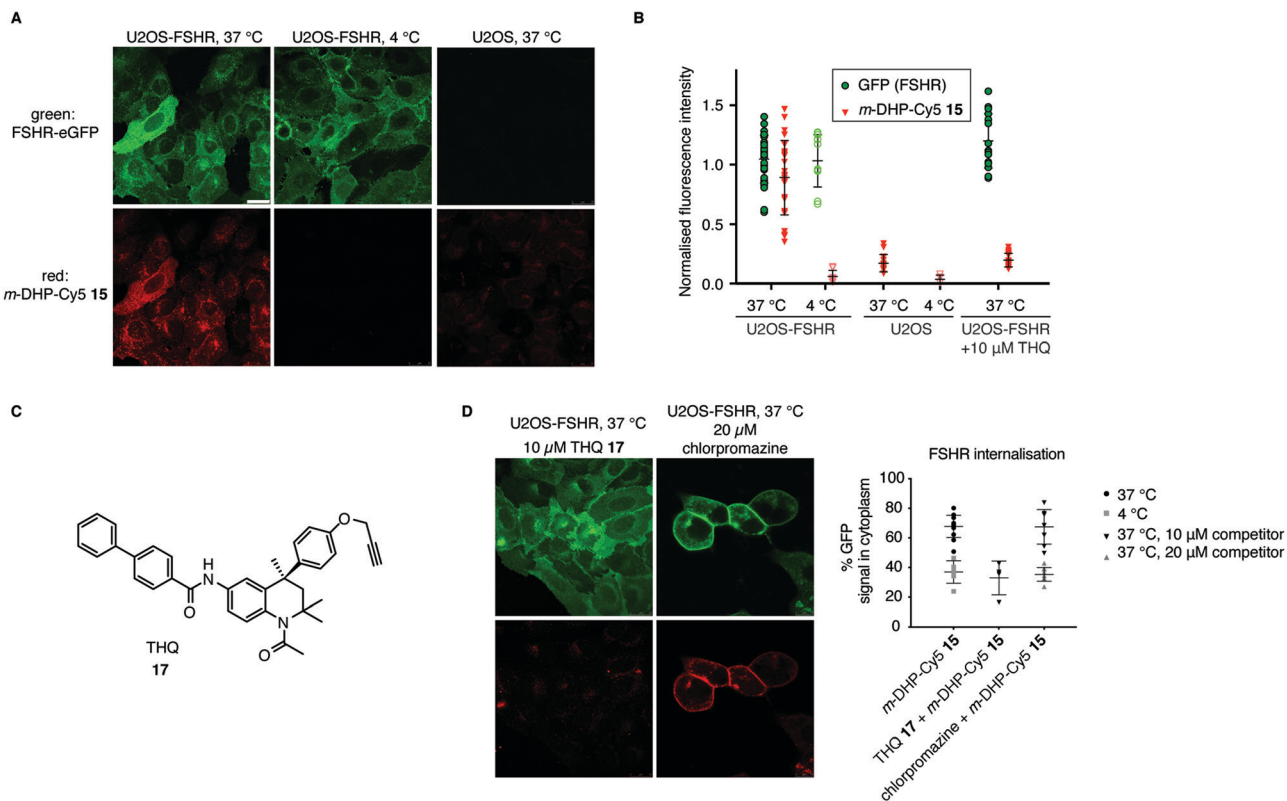 A
U2OS-FSHR, 37 °C
U2OS-FSHR, 4 °C
U2OS, 37 °C
green:
FSHR-eGFP
red:
m-DHP-Cy5 15
B
GFP (FSHR)
m-DHP-Cy5 15
Normalised fluorescence intensity
1.5
1.0
0.5
0.0
37 °C
4 °C
37 °C
4 °C
37 °C
U2OS-FSHR
U2OS
U2OS-FSHR
+10 µM THQ
C
O
H
N
O
N
O
THQ
17
D
U2OS-FSHR, 37 °C
10 µM THQ 17
U2OS-FSHR, 37 °C
20 µM
chlorpromazine
FSHR internalisation
% GFP
signal in cytoplasm
100
80
60
40
20
0
37 °C
4 °C
37 °C, 10 µM competitor
37 °C, 20 µM competitor
m-DHP-Cy5 15
THQ 17 + m-DHP-Cy5 15
chlorpromazine + m-DHP-Cy5 15